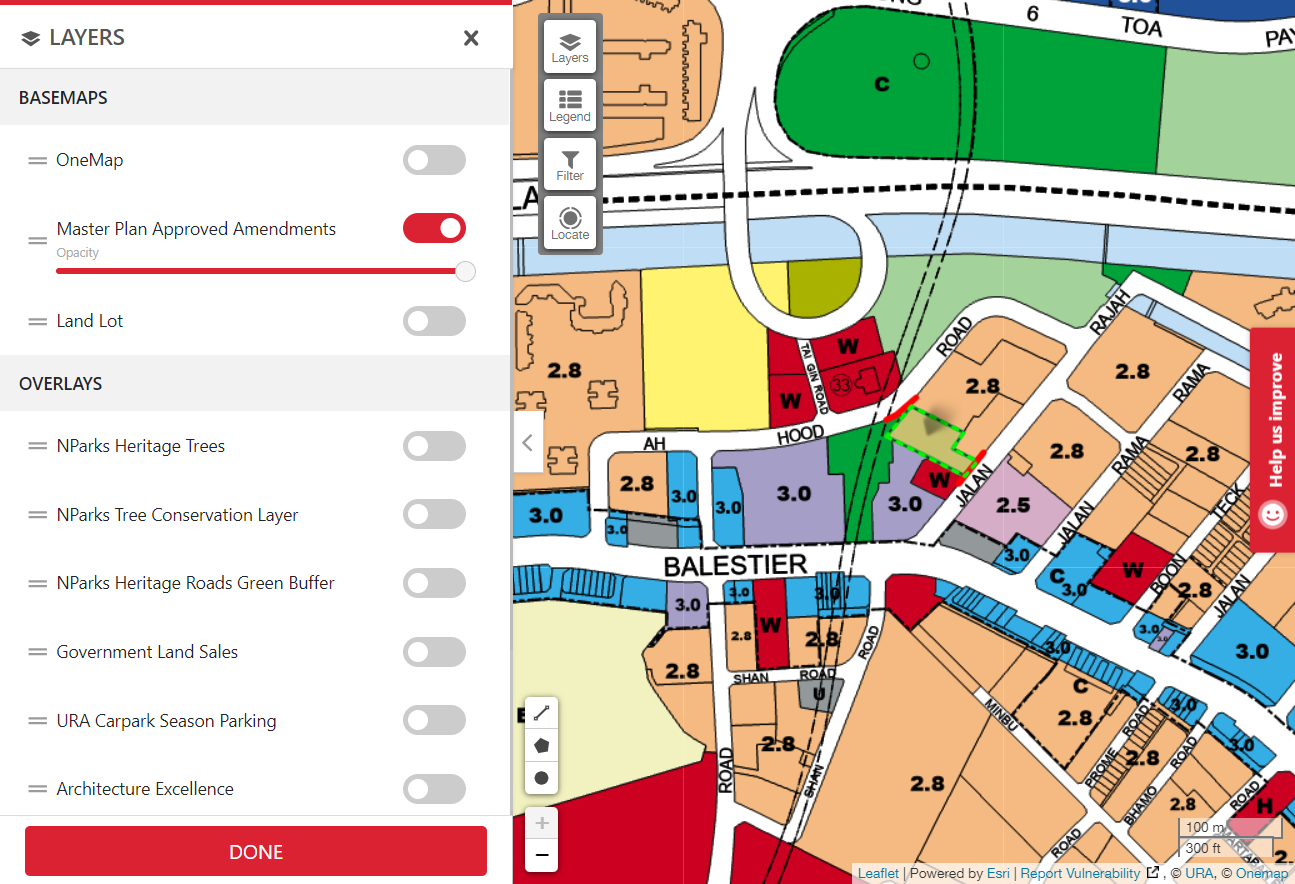 LAYERS
BASEMAPS
OneMap
Master Plan Approved Amendments
Opacity
Land Lot
OVERLAYS
NParks Heritage Trees
NParks Tree Conservation Layer
NParks Heritage Roads Green Buffer
Government Land Sales
URA Carpark Season Parking
Architecture Excellence
DONE
Layers
Legend
Filter
Locate
6
TOA
C
RAJAH
ROAD
W
TAI GIN ROAD
33
W
2.8
2.8
2.8
RAMA
AH
HOOD
2.8
3.0
3.0
3.0
3.0
3.0
3.0
W
JALAN
2.8
RAMA
2.8
2.5
JALAN
TECK
BALESTIER
3.0
C
3.0
W
BOON
2.8
JALAN
3.0
3.0
W
3.0
2.8
2.8
ROAD
2.8
SHAN
ROAD
U
3.0
3.0
3.0
3.0
C
2.8
MINBU
3.0
3.0
ROAD
2.8
SHAN
2.8
PROME
ROAD
2.8
ROAD
BHAMO
2.8
ROAD
H
ROAD
Help us improve
100 m
300 ft
Leaflet | Powered by Esri | Report Vulnerability , © URA, © Onemap